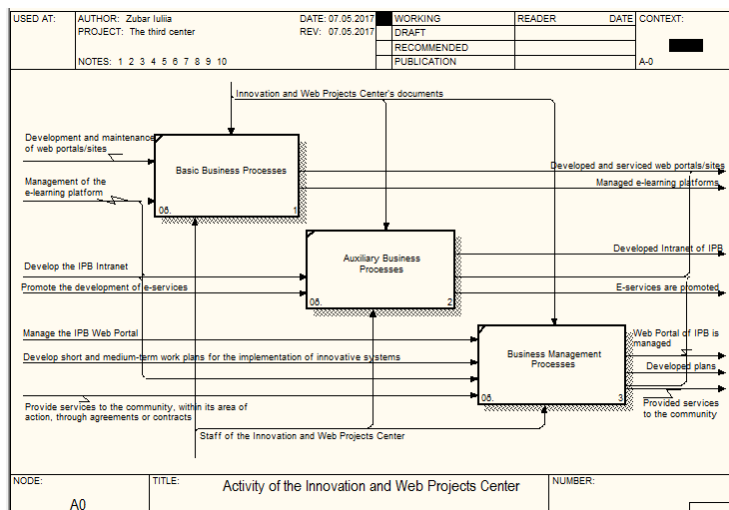 USED AT:
AUTHOR: Zubar Iuliia
DATE: 07.05.2017
WORKING
READER
DATE
CONTEXT:
PROJECT: The third center
REV: 07.05.2017
DRAFT
RECOMMENDED
NOTES: 1 2 3 4 5 6 7 8 9 10
PUBLICATION
A-0
Innovation and Web Projects Center's documents
Development and maintenance
of web portals/sites
Basic Business Processes
Developed and serviced web portals/sites
Management of the
e-learning platform
Managed e-learning platforms
0б.
1
Auxiliary Business
Processes
Developed Intranet of IPB
Develop the IPB Intranet
Promote the development of e-services
E-services are promoted
0б.
2
Manage the IPB Web Portal
Web Portal of IPB is
managed
Develop short and medium-term work plans for the implementation of innovative systems
Business Management
Processes
Developed plans
0б.
3
Provide services to the community, within its area of
action, through agreements or contracts
Provided services
to the community
Staff of the Innovation and Web Projects Center
NODE:
TITLE:
Activity of the Innovation and Web Projects Center
NUMBER:
A0